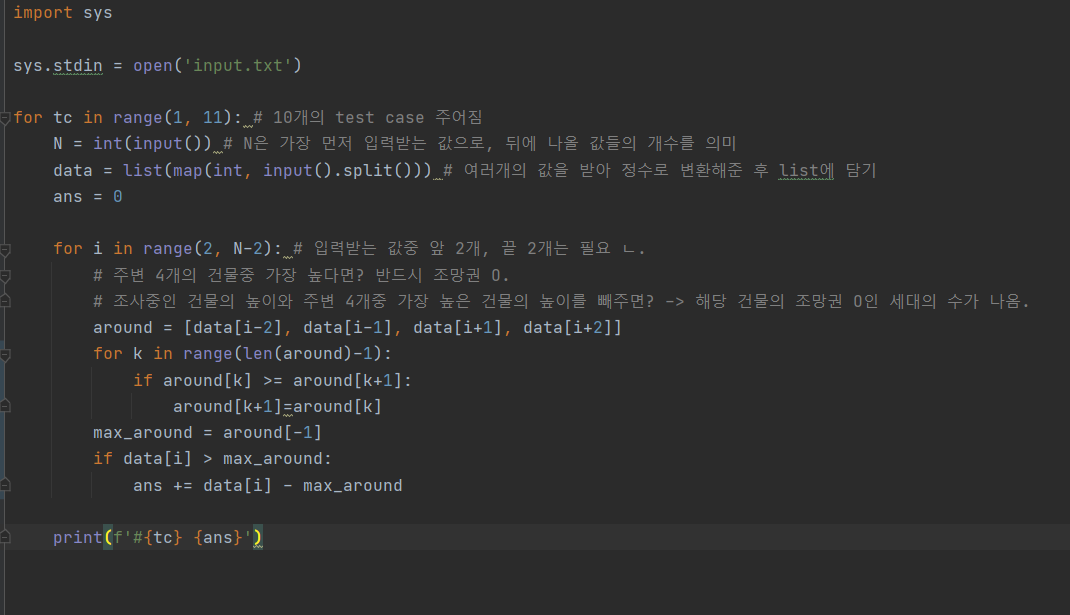 import sys
sys.stdin = open('input.txt')
for tc in range(1, 11): # 10개의 test case 주어짐
    N = int(input()) # N은 가장 먼저 입력받는 값으로, 뒤에 나올 값들의 개수를 의미
    data = list(map(int, input().split())) # 여러개의 값을 받아 정수로 변환해준 후 list에 담기
    ans = 0
    for i in range(2, N-2): # 입력받는 값중 앞 2개, 끝 2개는 필요 ㄴ.
        # 주변 4개의 건물중 가장 높다면? 반드시 조망권 O.
        # 조사중인 건물의 높이와 주변 4개중 가장 높은 건물의 높이를 빼주면? -> 해당 건물의 조망권 O인 세대의 수가 나옴.
        around = [data[i-2], data[i-1], data[i+1], data[i+2]]
        for k in range(len(around)-1):
            if around[k] >= around[k+1]:
                around[k+1]=around[k]
        max_around = around[-1]
        if data[i] > max_around:
            ans += data[i] - max_around
    print(f'#{tc} {ans}')